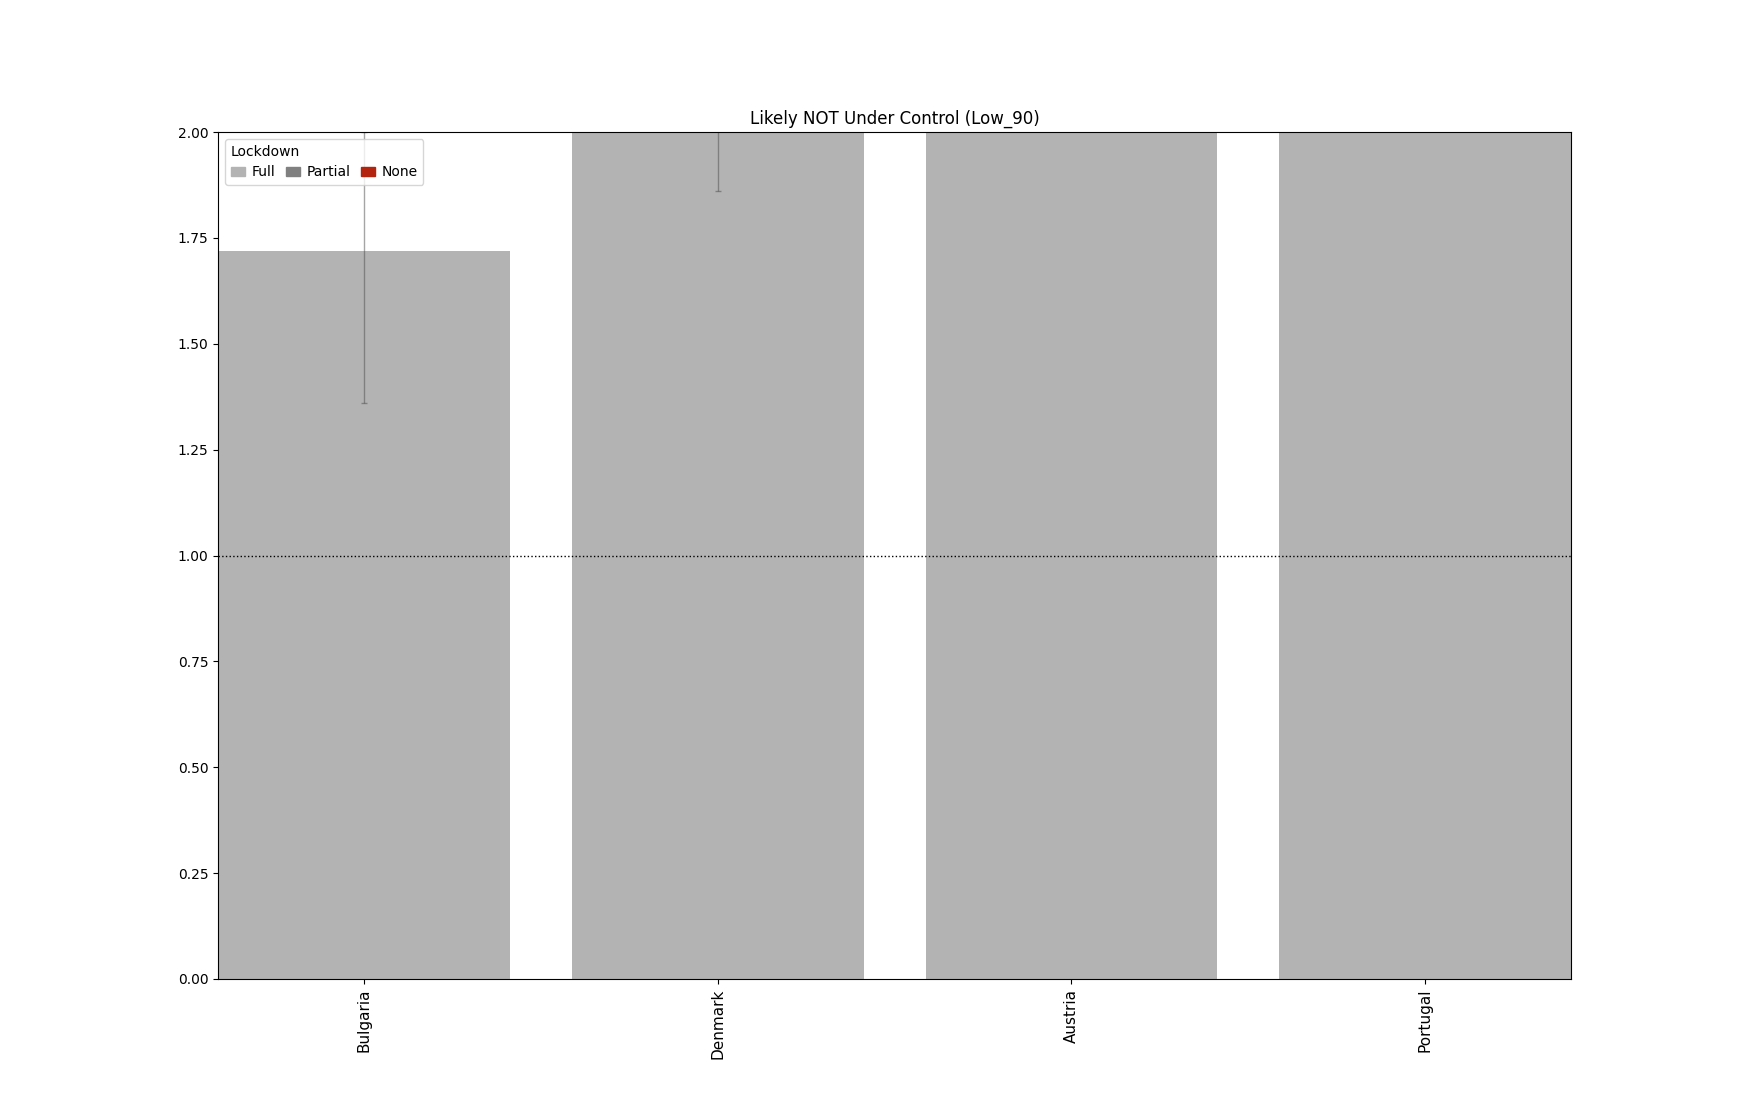 Likely NOT Under Control (Low_90)
Lockdown
Full Partial None
2.00
1.75
1.50
1.25
1.00
0.75
0.50
0.25
0.00
Bulgaria
Denmark
Austria
Portugal